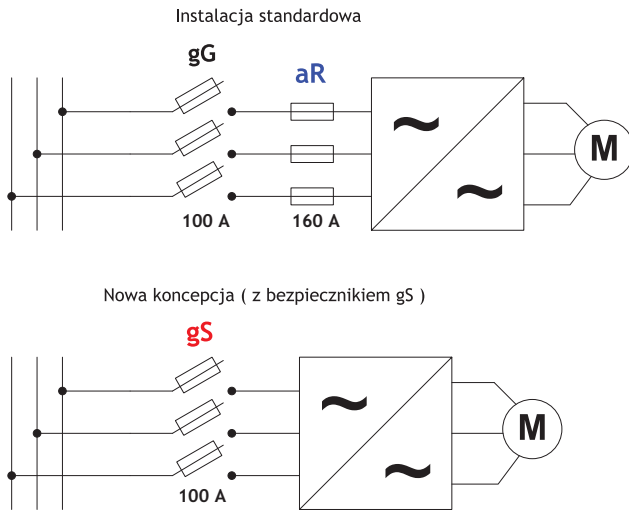 Instalacja standardowa
gG
aR
~
~
M
100 A
160 A
Nowa koncepcja ( z bezpiecznikiem gS )
gS
~
~
M
100 A